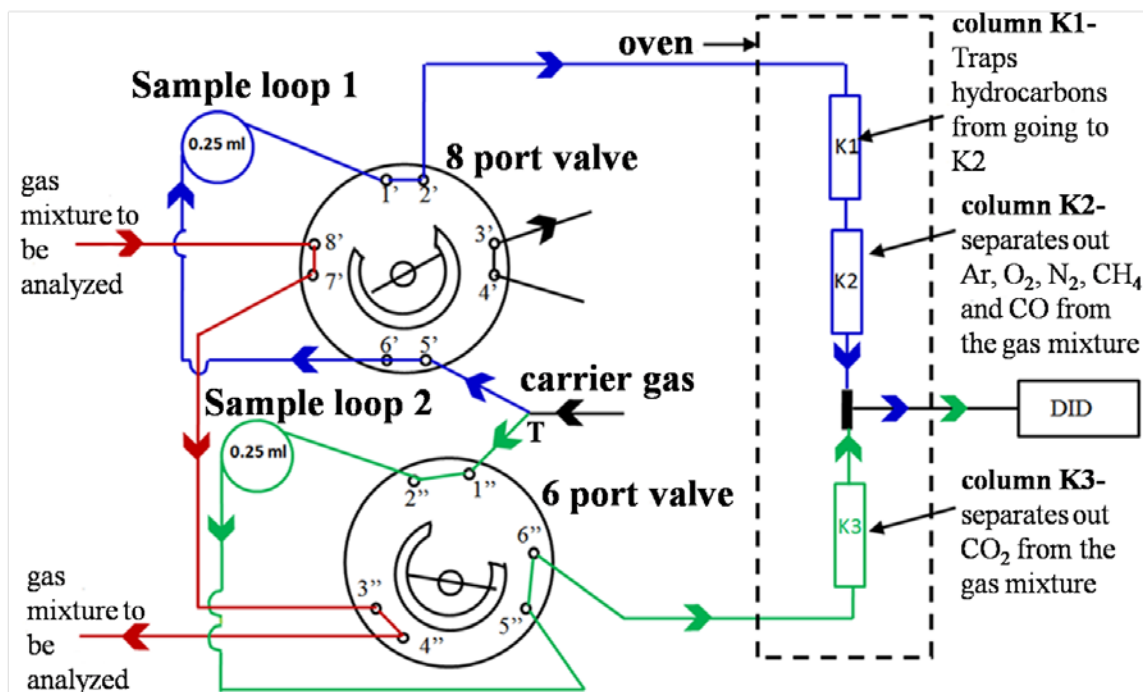 oven
column K1-
Traps
hydrocarbons
from going to
K2
Sample loop 1
0.25 ml
8 port valve
1’
2’
gas
mixture to
be
analyzed
8’
7’
3’
4’
K1
K2
column K2-
separates out
Ar, O₂, N₂, CH₄
and CO from
the gas mixture
6’
5’
carrier gas
T
DID
Sample loop 2
0.25 ml
2”
1”
6 port valve
6”
5”
3”
4”
K3
column K3-
separates out
CO₂ from the
gas mixture
gas
mixture to
be
analyzed